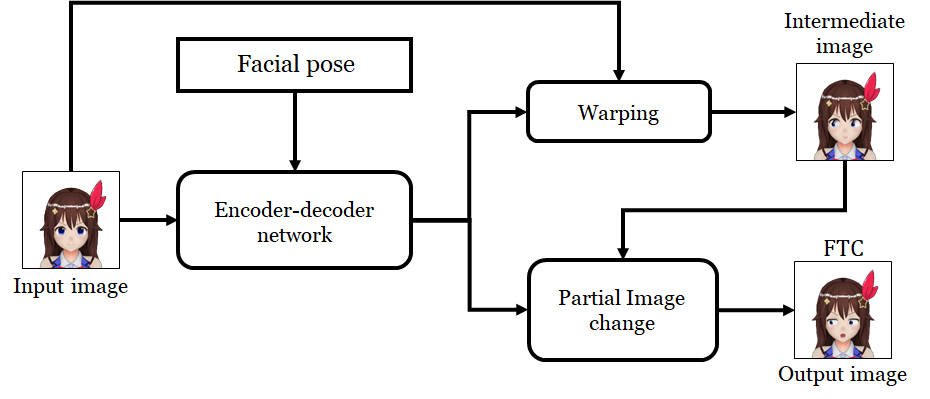 Intermediate
image
Facial pose
Warping
Encoder-decoder
network
Input image
FTC
Partial Image
change
Output image